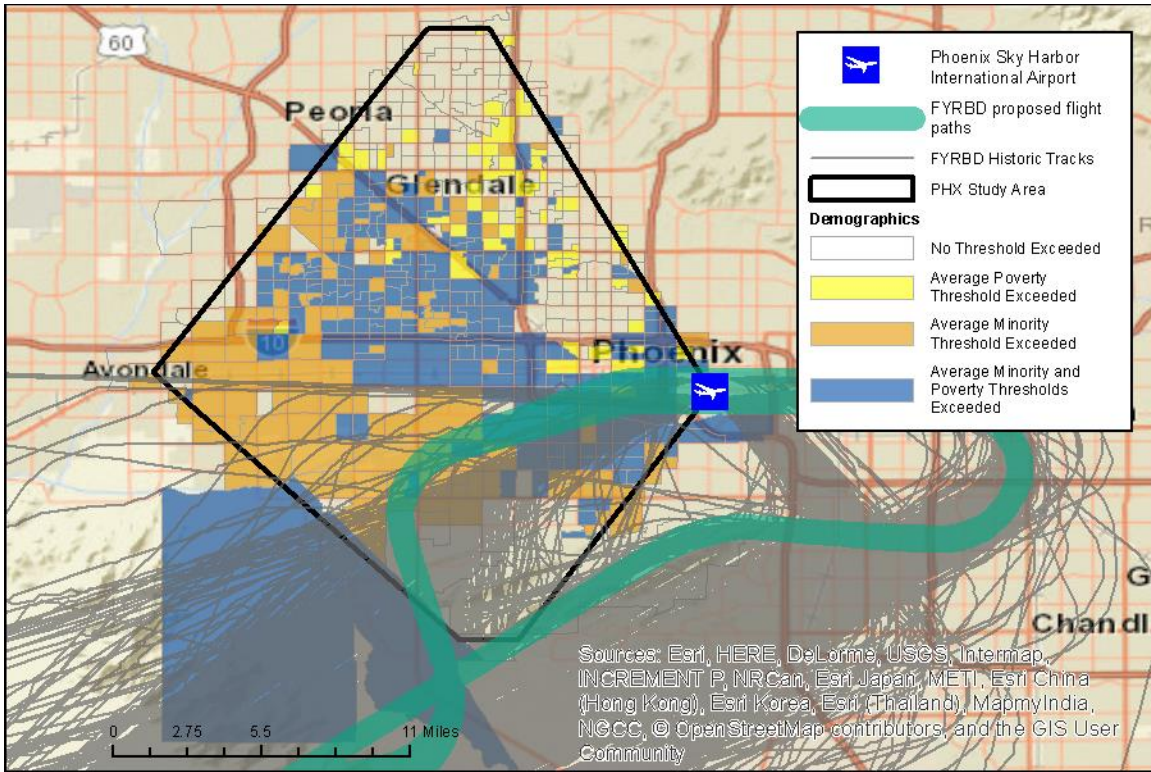 60
Peoria
Glendale
10
Phoenix
Avondale
G
Chandl
Phoenix Sky Harbor
International Airport
FYRBD proposed flight
paths
FYRBD Historic Tracks
PHX Study Area
Demographics
No Threshold Exceeded
Average Poverty
Threshold Exceeded
Average Minority
Threshold Exceeded
Average Minority and
Poverty Thresholds
Exceeded
Sources: Esri, HERE, DeLorme, USGS, Intermap,
INCREMENT P, NRCan, Esri Japan, METI, Esri China
(Hong Kong), Esri Korea, Esri (Thailand), MapmyIndia,
NGCC, © OpenStreetMap contributors, and the GIS User
Community
0 2.75 5.5 11 Miles